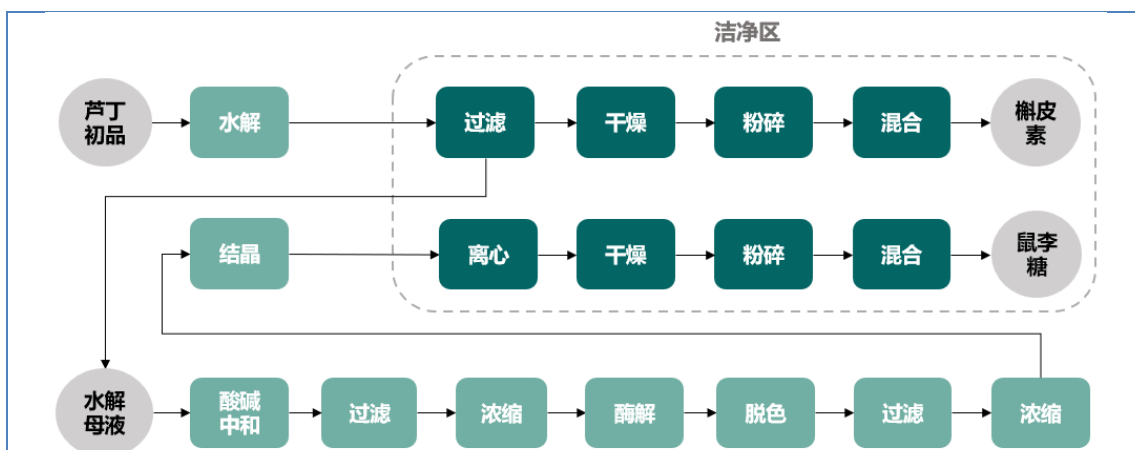 洁净区
芦丁
初品
水解
过滤
干燥
粉碎
混合
槲皮
素
结晶
离心
干燥
粉碎
混合
鼠李
糖
水解
母液
酸碱
中和
过滤
浓缩
酶解
脱色
过滤
浓缩